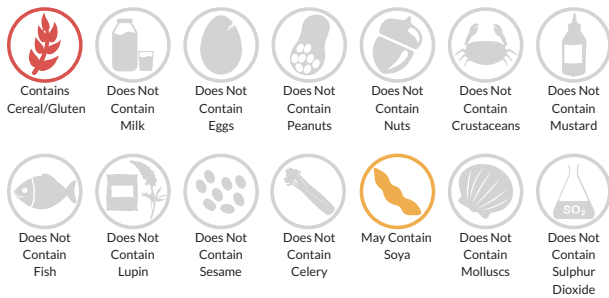 Contains
Cereal/Gluten
Does Not
Contain
Milk
Does Not
Contain
Eggs
Does Not
Contain
Peanuts
Does Not
Contain
Nuts
Does Not
Contain
Crustaceans
Does Not
Contain
Mustard
Does Not
Contain
Fish
Does Not
Contain
Lupin
Does Not
Contain
Sesame
Does Not
Contain
Celery
May Contain
Soya
Does Not
Contain
Molluscs
SO₂
Does Not
Contain
Sulphur
Dioxide